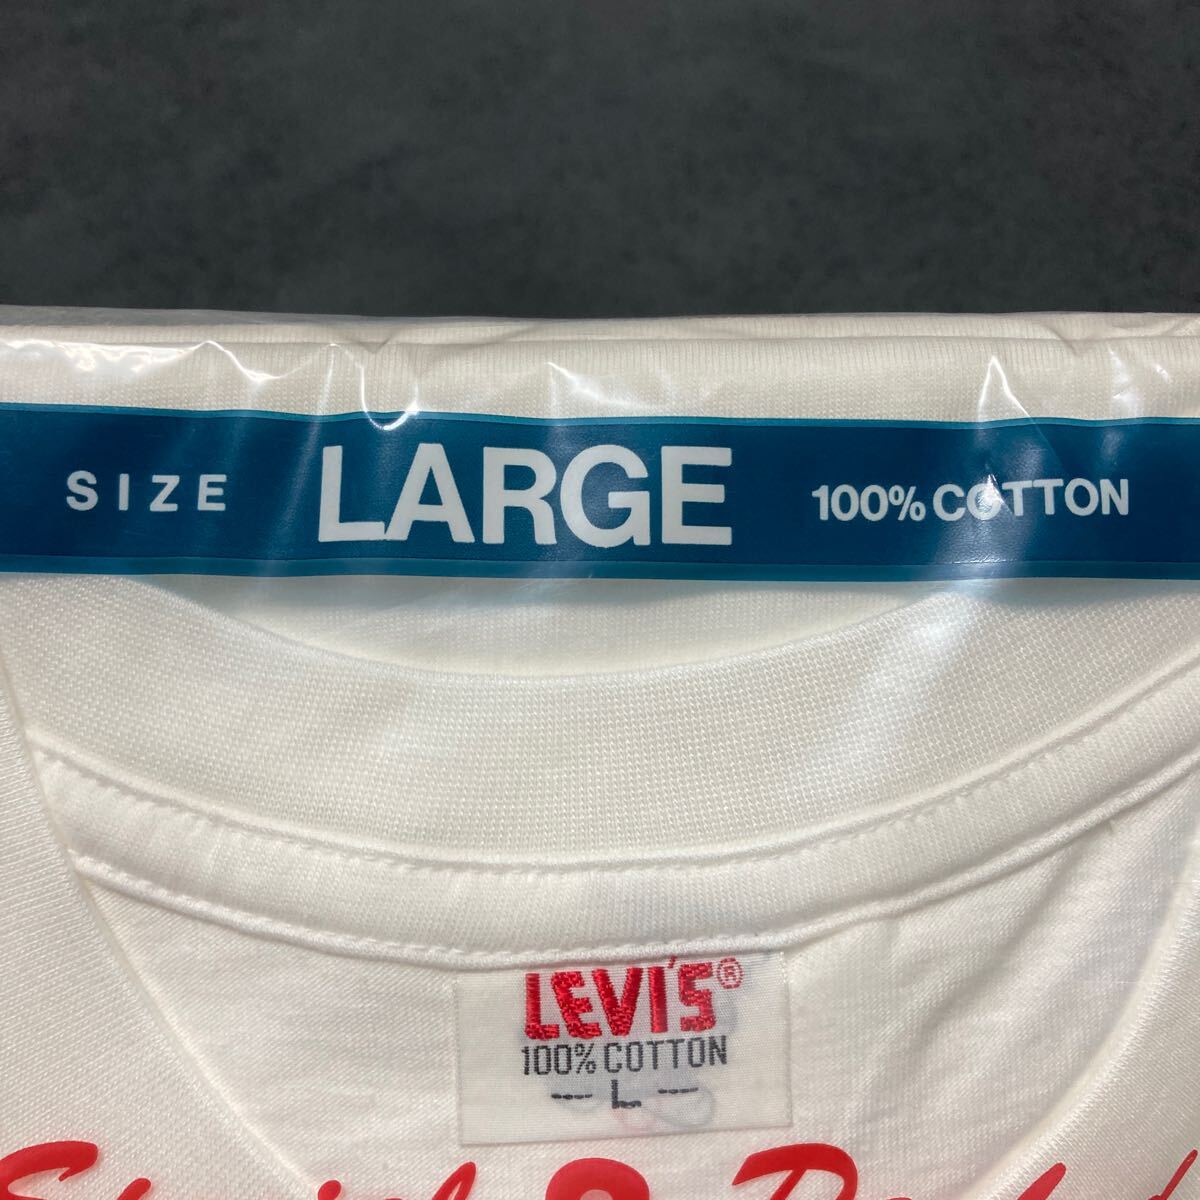 SIZE LARGE 100% COTTON
LEVI'S®
100% COTTON
-- L --